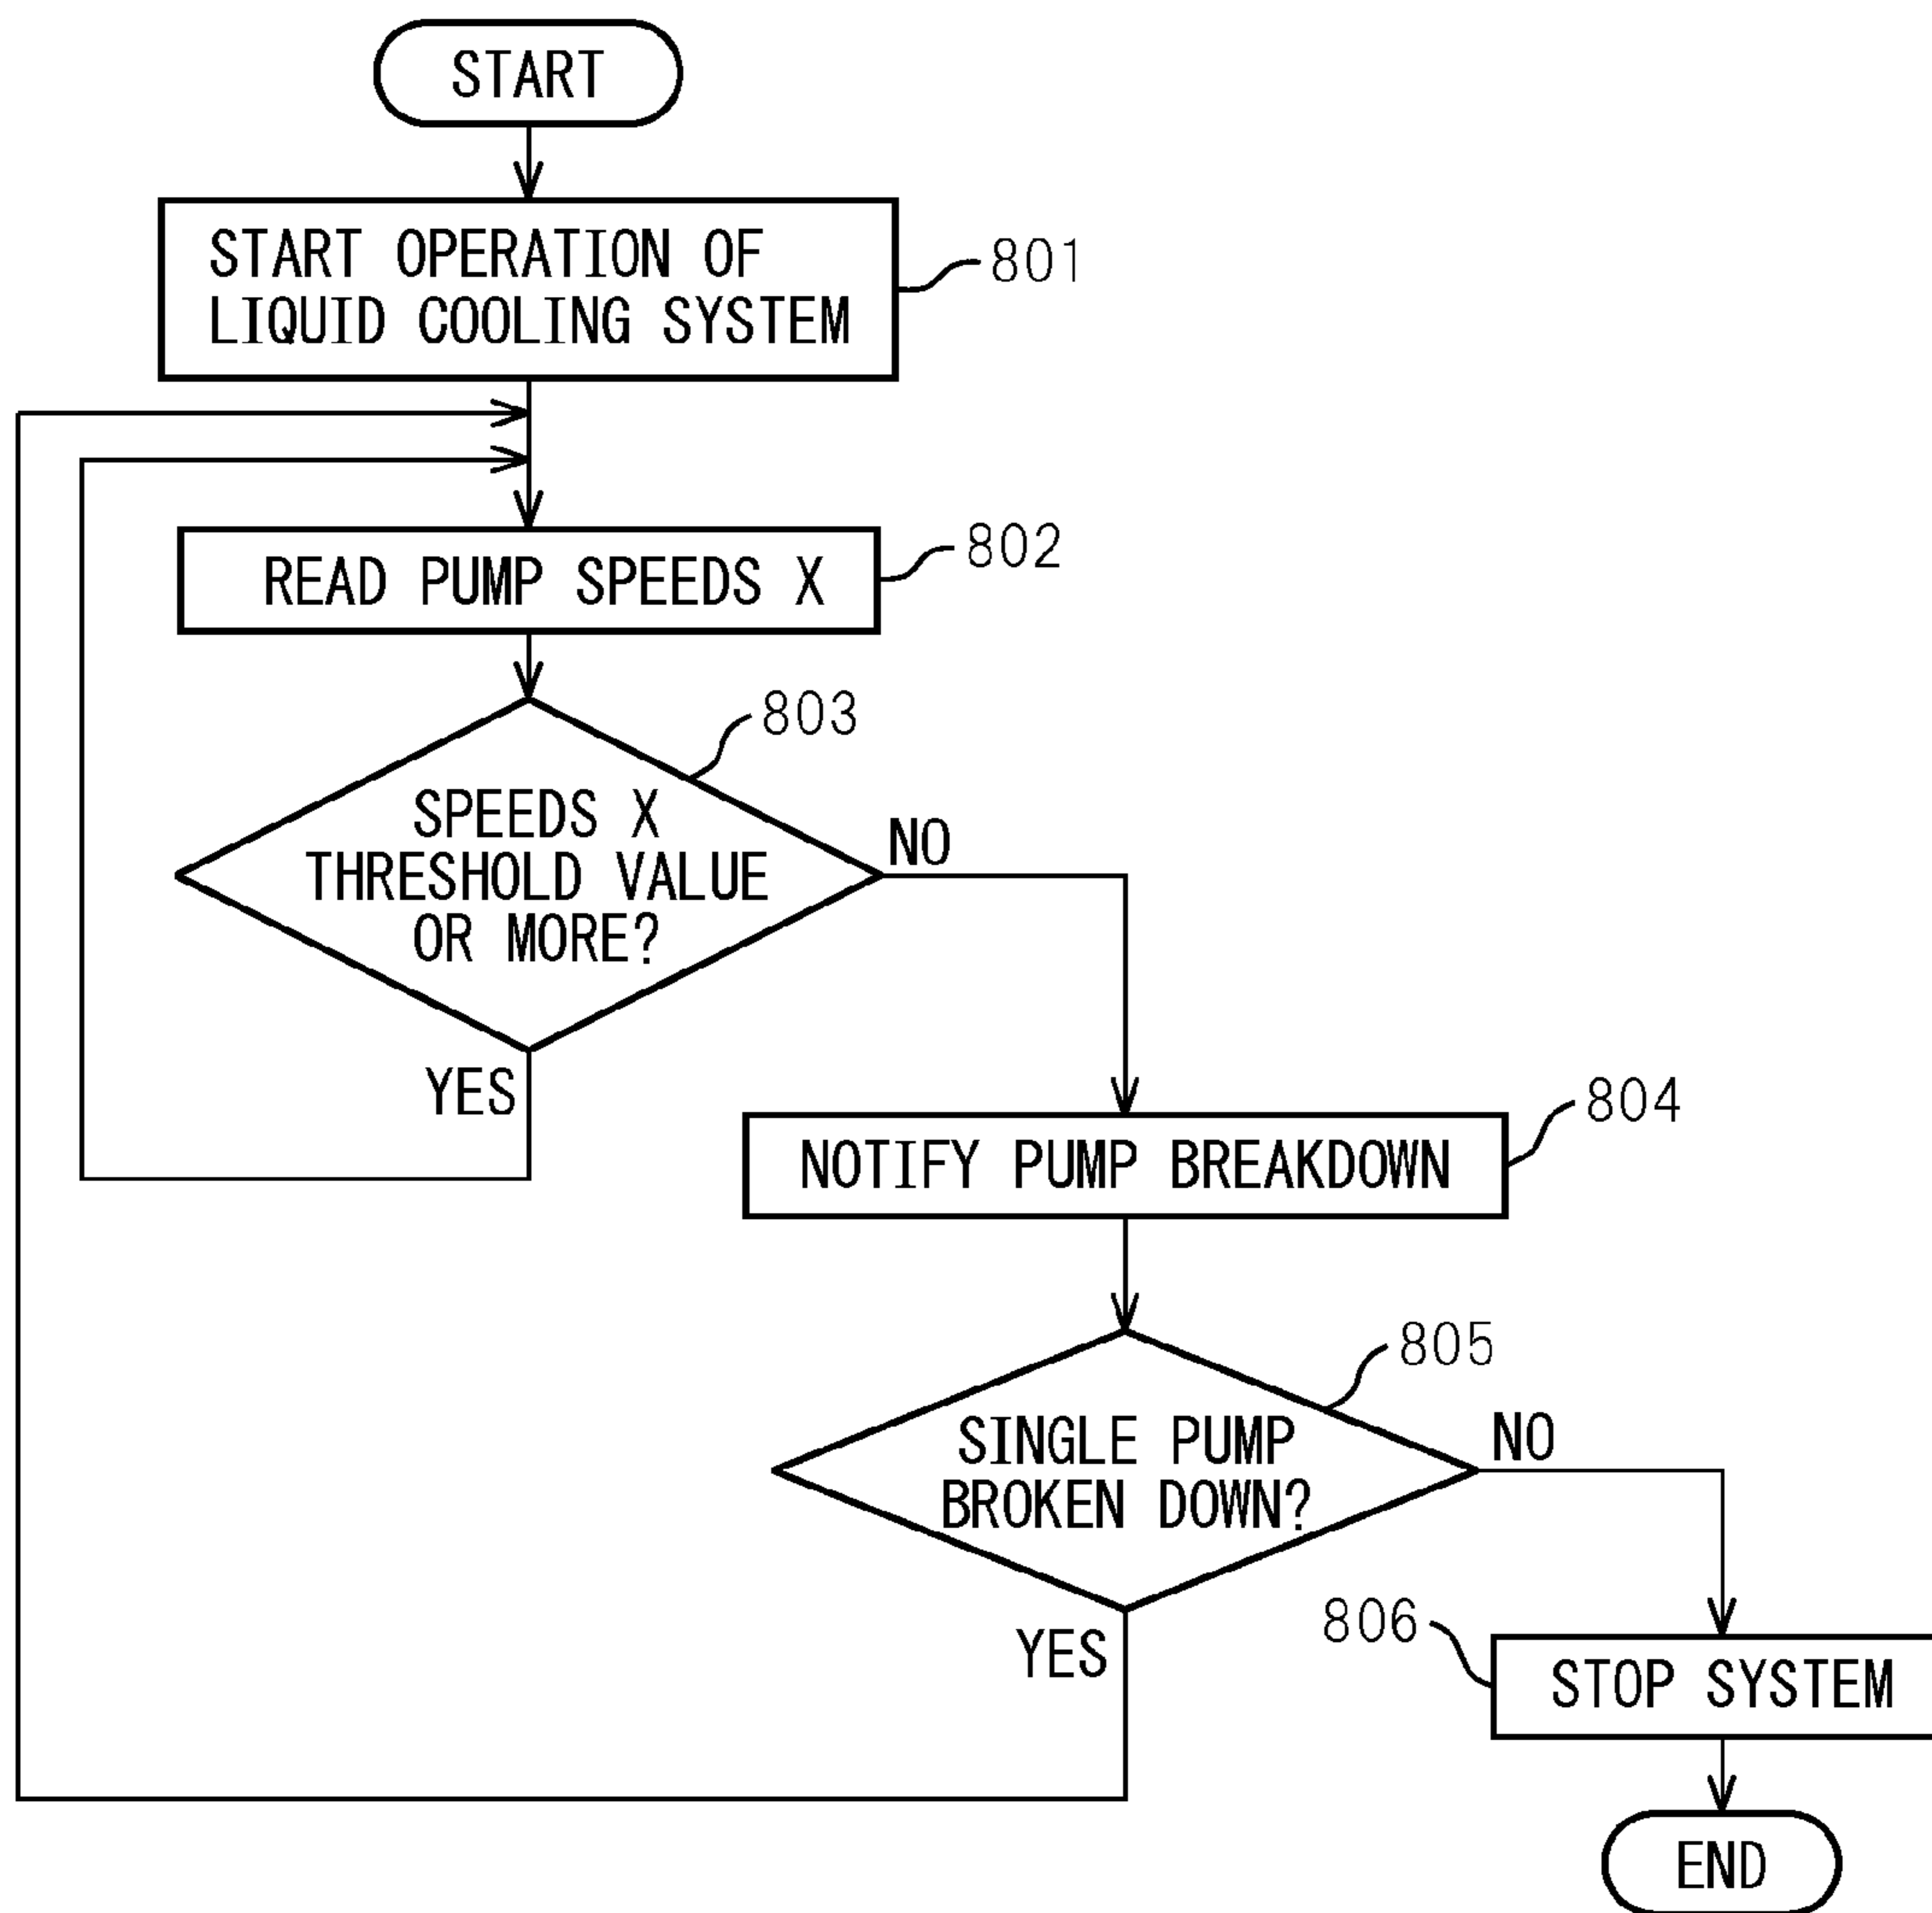 START
START OPERATION OF
LIQUID COOLING SYSTEM
801
READ PUMP SPEEDS X
802
803
SPEEDS X
THRESHOLD VALUE
OR MORE?
NO
YES
804
NOTIFY PUMP BREAKDOWN
805
SINGLE PUMP
BROKEN DOWN?
NO
YES
806
STOP SYSTEM
END